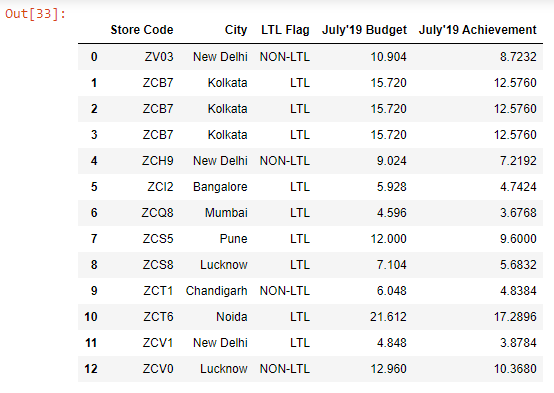 Out[33]:
Store Code City LTL Flag July'19 Budget July'19 Achievement
0 ZV03 New Delhi NON-LTL 10.904 8.7232
1 ZCB7 Kolkata LTL 15.720 12.5760
2 ZCB7 Kolkata LTL 15.720 12.5760
3 ZCB7 Kolkata LTL 15.720 12.5760
4 ZCH9 New Delhi NON-LTL 9.024 7.2192
5 ZCI2 Bangalore LTL 5.928 4.7424
6 ZCQ8 Mumbai LTL 4.596 3.6768
7 ZCS5 Pune LTL 12.000 9.6000
8 ZCS8 Lucknow LTL 7.104 5.6832
9 ZCT1 Chandigarh NON-LTL 6.048 4.8384
10 ZCT6 Noida LTL 21.612 17.2896
11 ZCV1 New Delhi LTL 4.848 3.8784
12 ZCV0 Lucknow NON-LTL 12.960 10.3680